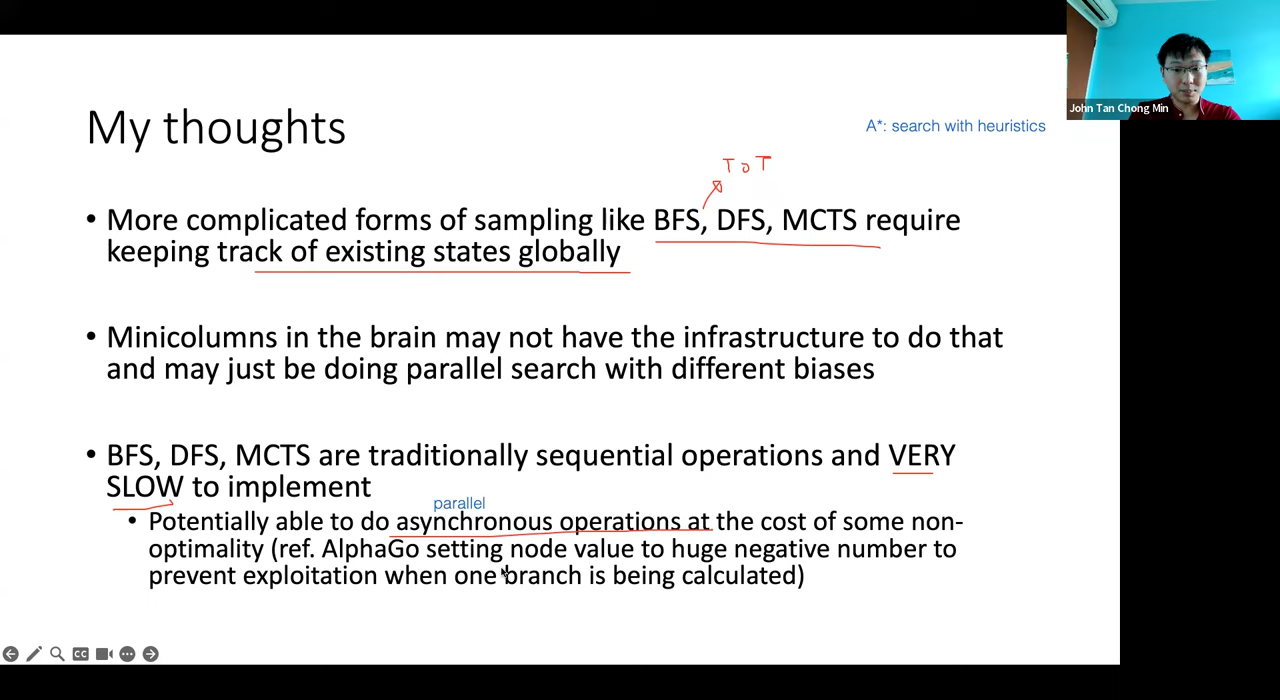 John Tan Chong Min
My thoughts
A*: search with heuristics
ToT
• More complicated forms of sampling like BFS, DFS, MCTS require
keeping track of existing states globally
• Minicolumns in the brain may not have the infrastructure to do that
and may just be doing parallel search with different biases
• BFS, DFS, MCTS are traditionally sequential operations and VERY
SLOW to implement
parallel
• Potentially able to do asynchronous operations at the cost of some non-
optimality (ref. AlphaGo setting node value to huge negative number to
prevent exploitation when one branch is being calculated)
CC